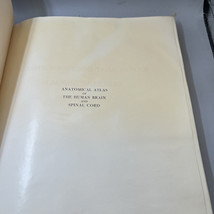 ANATOMICAL ATLAS
OF
THE HUMAN BRAIN
AND
SPINAL CORD